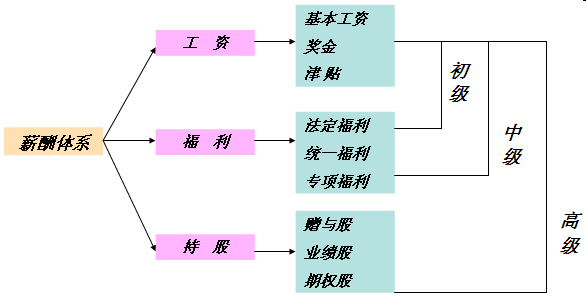 薪酬体系
工 资
福 利
持 股
基本工资
奖金
津 贴
法定福利
统一福利
专项福利
赠与股
业绩股
期权股
初级
中级
高级